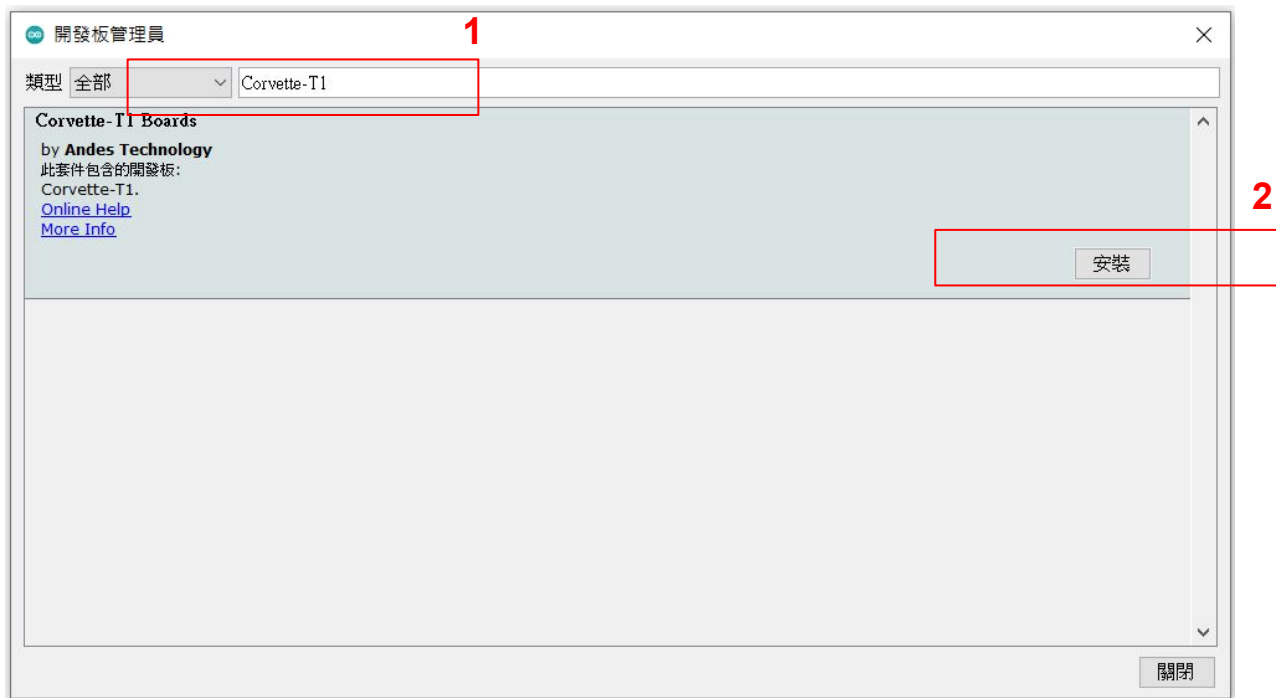 開發板管理員
1
類型 全部 Corvette-T1
Corvette-T1 Boards
by Andes Technology
此套件包含的開發板:
Corvette-T1.
Online Help
More Info
2
安裝
關閉